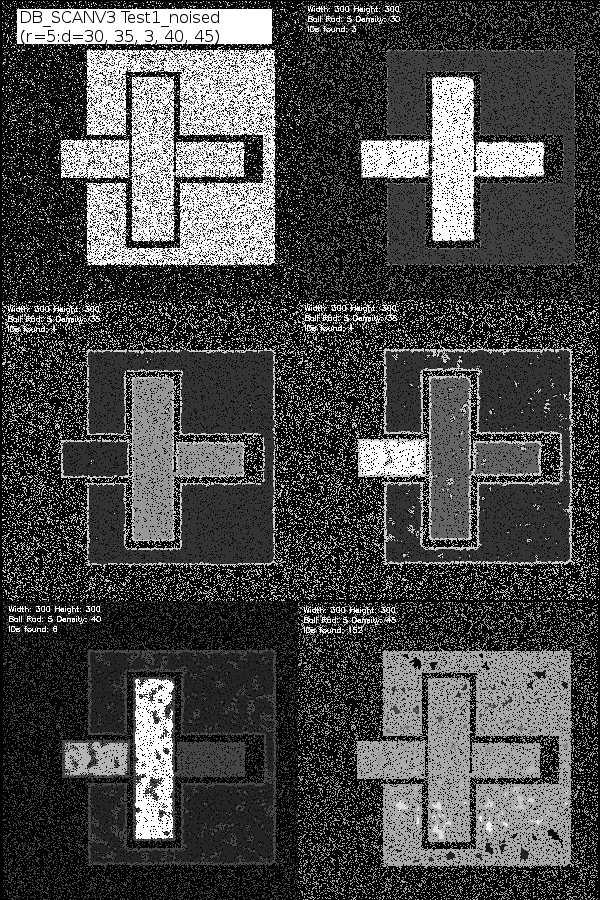 DB_SCANV3 Test1_noised
(r=5:d=30, 35, 3, 40, 45)
Width: 300 Height: 300
Ball Rad: 5 Density: 30
IDs found: 3
Width: 300 Height: 300
Ball Rad: 5 Density: 35
IDs found: 4
Width: 300 Height: 300
Ball Rad: 5 Density: 38
IDs found:
Width: 300 Height: 300
Ball Rad: 5 Density: 40
IDs found: 6
Width: 300 Height: 300
Ball Rad: 5 Density: 45
IDs found: 152